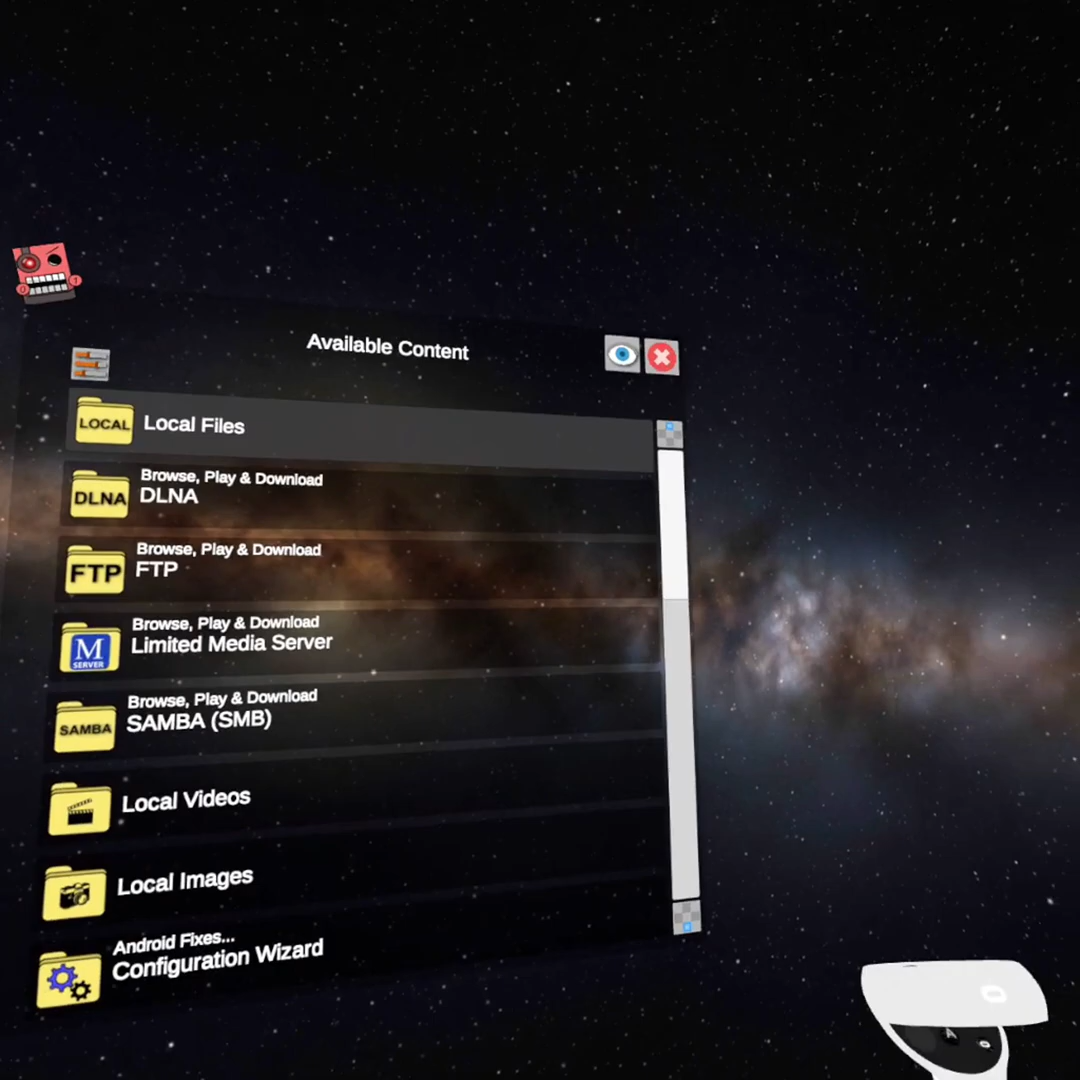 Available Content
LOCAL
Local Files
DLNA
Browse, Play & Download
DLNA
FTP
Browse, Play & Download
FTP
M
SERVER
Browse, Play & Download
Limited Media Server
SAMBA
Browse, Play & Download
SAMBA (SMB)
Local Videos
Local Images
Android Fixes...
Configuration Wizard
A